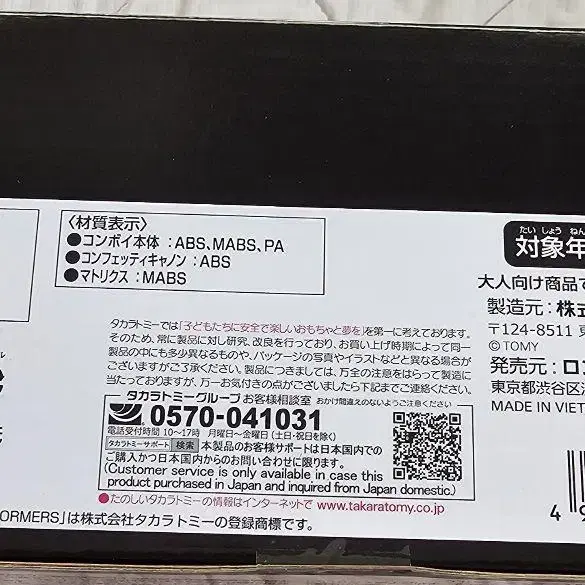 〈材質表示〉
●コンボイ本体 :ABS、MABS、PA
●コンフェッティキャノン :ABS
●マトリクス:MABS
タカラトミーでは「子どもたちに安全で楽しいおもちゃと夢を」を第一に考えております。
そのため、常に製品に対し研究、改良を行っており、お買い上げ時期によって同一
製品の中にも多少異なるものや、パッケージの写真やイラストなどと異なる場合が
ございますがご了承ください。製品につきましては、万全の注意をはらって製造に
当たっておりますが、万一お気付きの点がございましたら下記までご連絡ください。
タカラトミーグループ お客様相談室 おかけ間違えのないようご注意ください
0570-041031
電話受付時間 10〜17時 月曜日〜金曜日(土・日・祝日を除く)
タカラトミーサポート 検索 本製品のお客様サポートは日本国内での
ご購入かつ日本国内からのお問い合わせに限ります。
(Customer service is only available in case this
product purchased in Japan and inquired from Japan domestic.)
●たのしいタカラトミーの情報はインターネットで www.takaratomy.co.jp
ORMERS」は株式会社タカラトミーの登録商標です。
たい しょう ねん
対象年
大人向け商品で
製造元:株式
〒124-8511 東
© TOMY
発売元:ロン
東京都渋谷区
MADE IN VIET
4 9